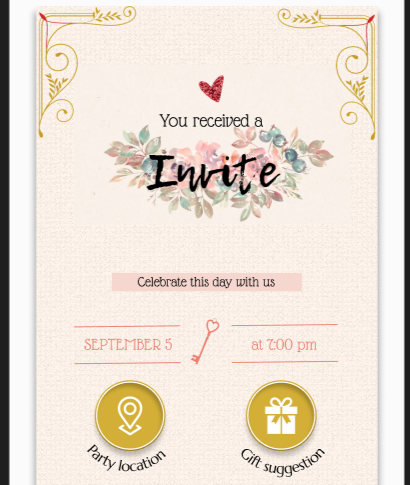 You received a
Invite
Celebrate this day with us
SEPTEMBER 5
at 7:00 pm
Party location
Gift suggestion